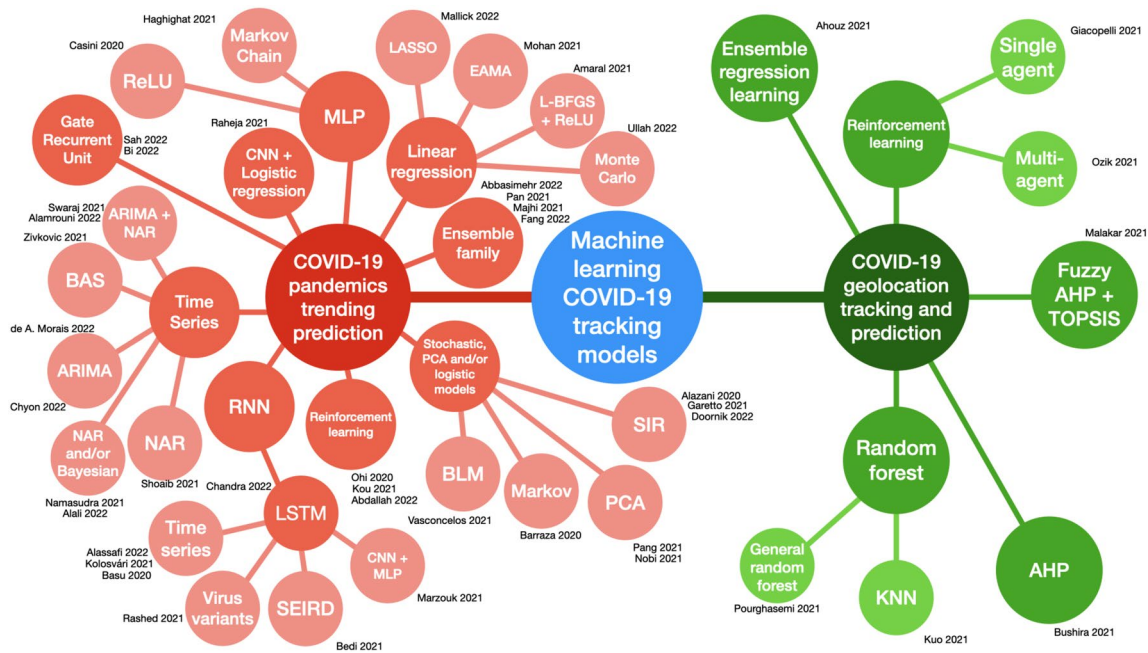 Haghighat 2021
Casini 2020
ReLU
Markov
Chain
MLP
Gate
Recurrent
Unit
Sah 2022
Bi 2022
Raheja 2021
CNN +
Logistic
regression
Mallick 2022
LASSO
Mohan 2021
EAMA
Amaral 2021
L-BFGS
+ ReLU
Ullah 2022
Monte
Carlo
Linear
regression
Abbasimehr 2022
Pan 2021
Majhi 2021
Fang 2022
Ensemble
family
Swaraj 2021
Alamrouni 2022
ARIMA +
NAR
Zivkovic 2021
BAS
Time
Series
de A. Morais 2022
ARIMA
Chyon 2022
NAR
and/or
Bayesian
Namasudra 2021
Alali 2022
NAR
Shoaib 2021
COVID-19
pandemics
trending
prediction
RNN
Chandra 2022
LSTM
Time
series
Alassafi 2022
Kolosvári 2021
Basu 2020
Virus
variants
Rashed 2021
SEIRD
Bedi 2021
CNN +
MLP
Marzouk 2021
Reinforcement
learning
Ohi 2020
Kou 2021
Abdallah 2022
Stochastic,
PCA and/or
logistic
models
BLM
Vasconcelos 2021
Markov
Barraza 2020
PCA
Pang 2021
Nobi 2021
SIR
Alazani 2020
Garetto 2021
Doornik 2022
Machine
learning
COVID-19
tracking
models
Ahouz 2021
Ensemble
regression
learning
Giacopelli 2021
Single
agent
Reinforcement
learning
Multi-
agent
Ozik 2021
COVID-19
geolocation
tracking and
prediction
Malakar 2021
Fuzzy
AHP +
TOPSIS
Random
forest
General
random
forest
Pourghasemi 2021
KNN
Kuo 2021
AHP
Bushira 2021